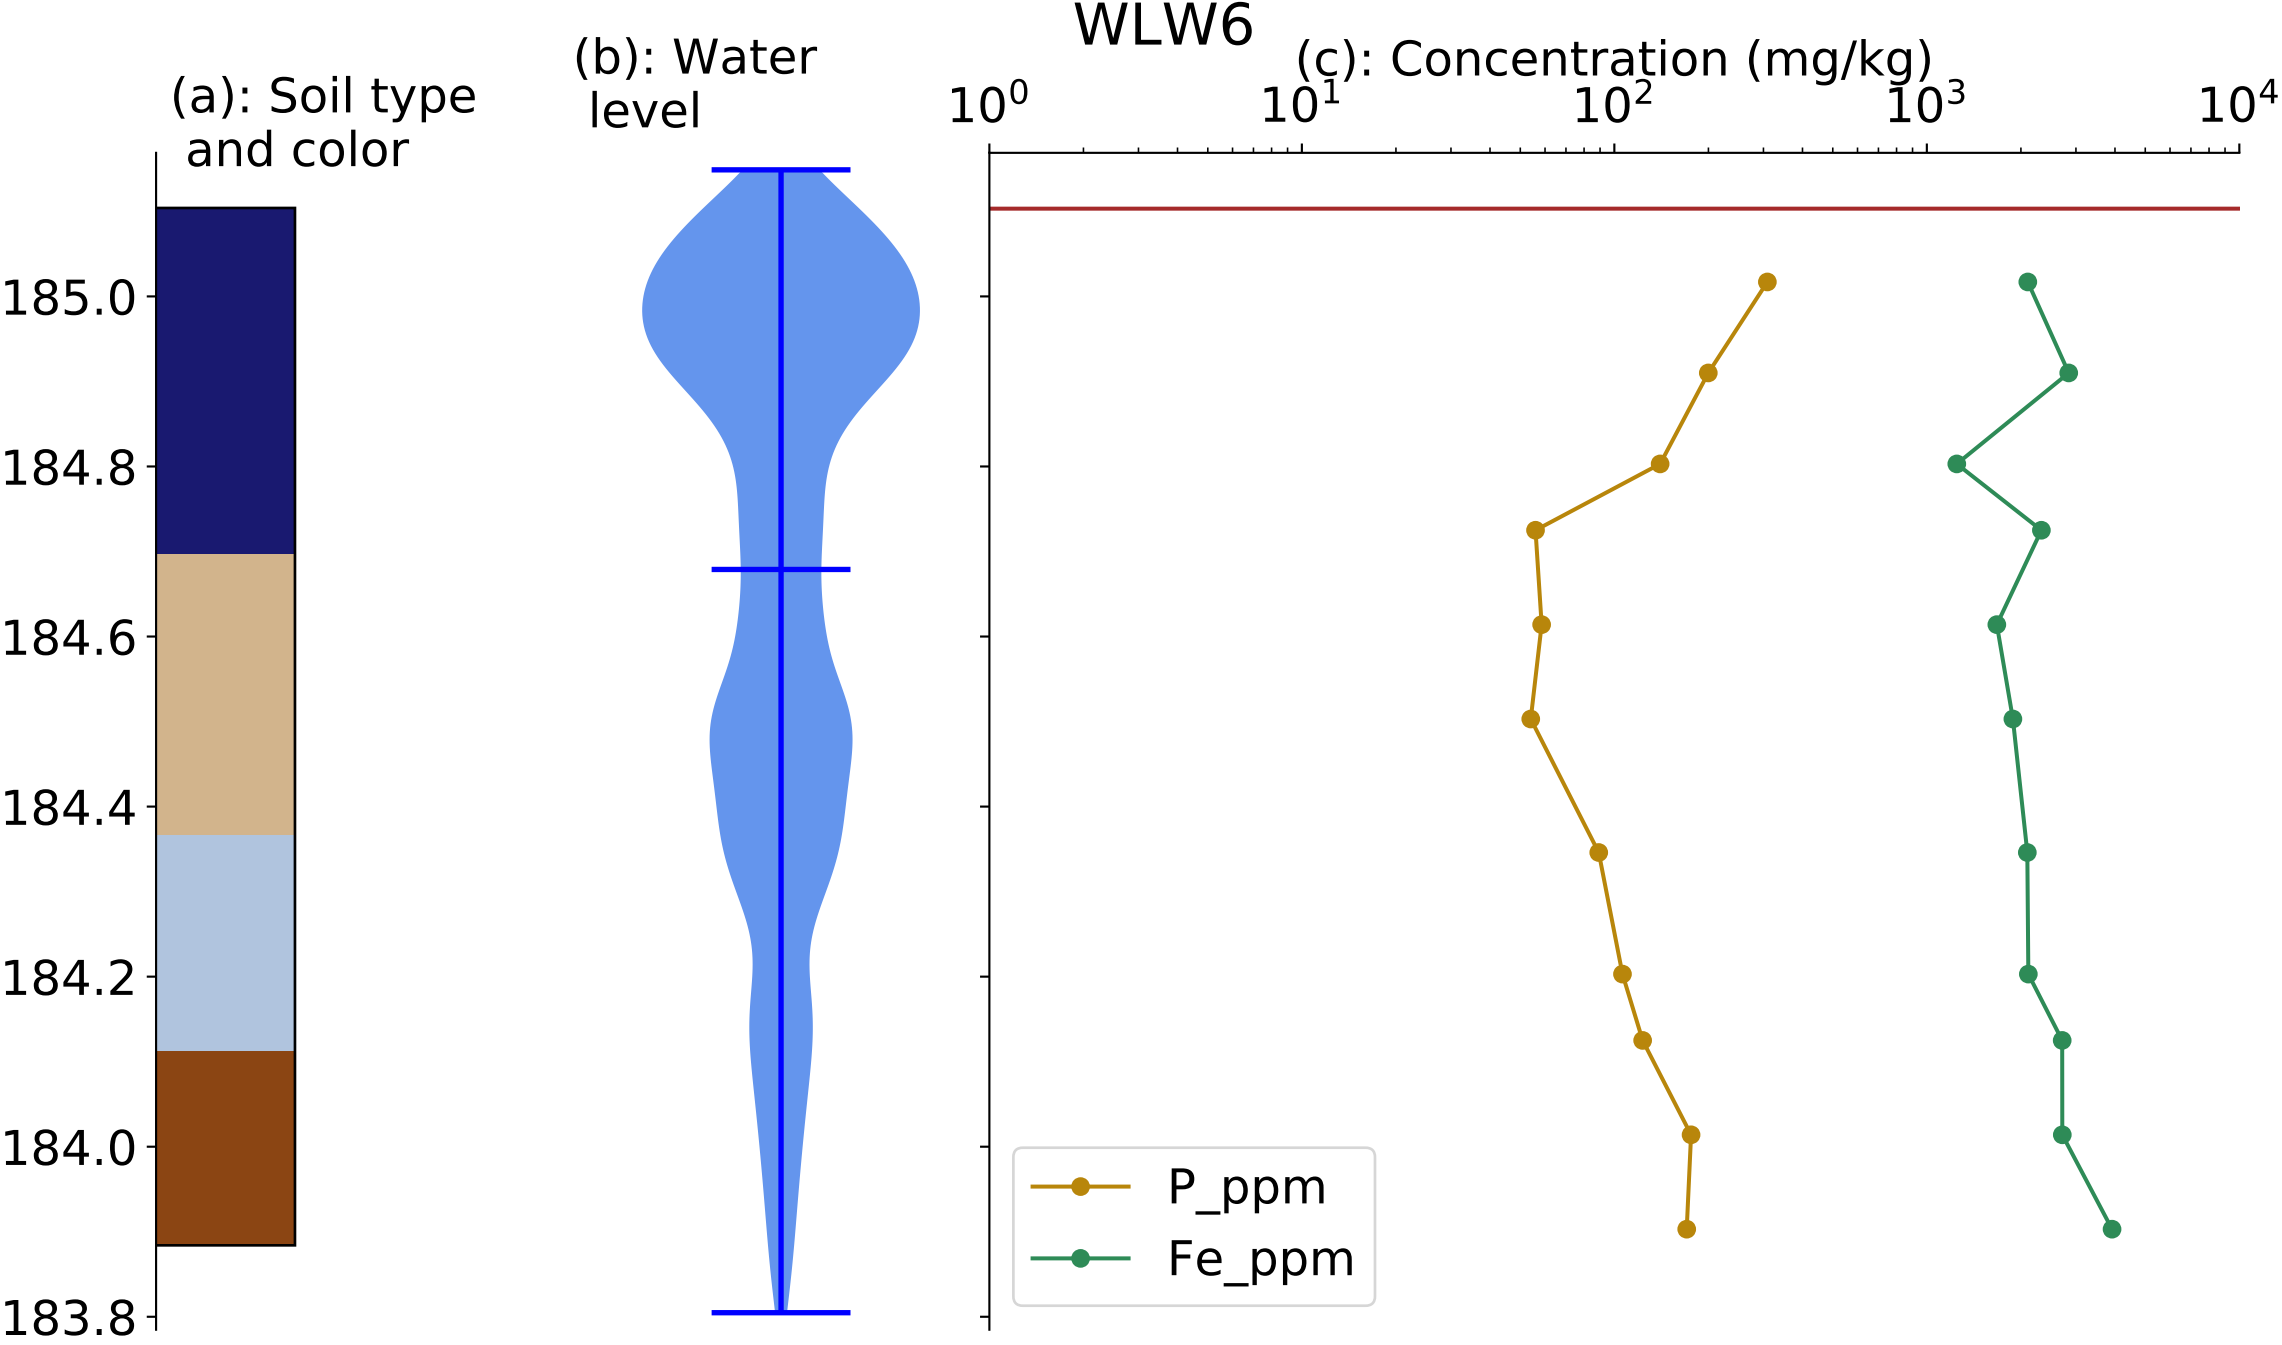 WLW6
(a): Soil type
and color
(b): Water
level
(c): Concentration (mg/kg)
10⁰ 10¹ 10² 10³ 10⁴
185.0
184.8
184.6
184.4
184.2
184.0
183.8
P_ppm
Fe_ppm